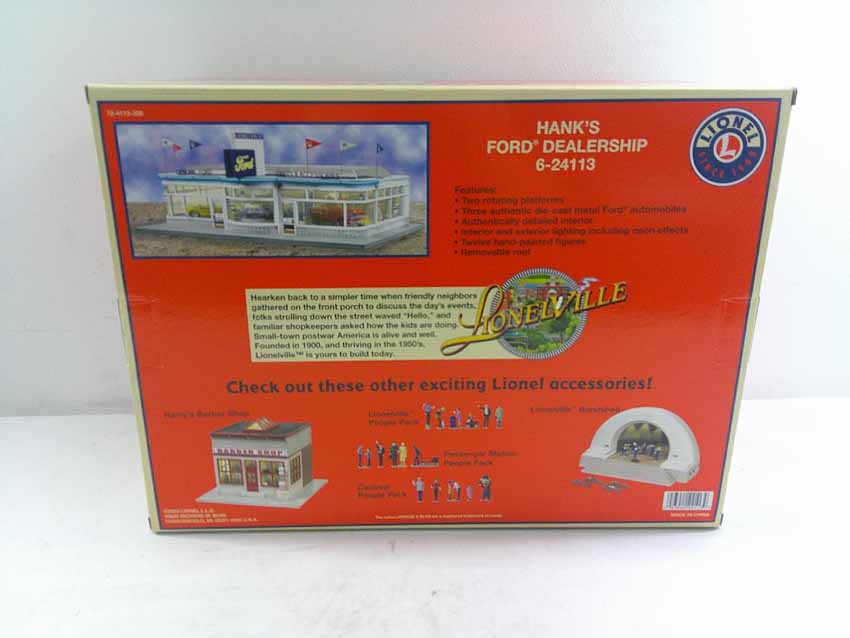 HANK'S
FORD® DEALERSHIP
6-24113
LIONEL
SINCE 1900
L
Ford
Features:
• Two rotating platforms
• Three authentic die-cast metal Ford® automobiles
• Authentically detailed interior
• Interior and exterior lighting including neon effects
• Twelve hand-painted figures
• Removable roof
Hearken back to a simpler time when friendly neighbors
gathered on the front porch to discuss the day's events,
folks strolling down the street waved "Hello," and
familiar shopkeepers asked how the kids are doing.
Small-town postwar America is alive and well.
Founded in 1900, and thriving in the 1950's,
Lionelville™ is yours to build today.
LIONELVILLE
Check out these other exciting Lionel accessories!
Harry's Barber Shop
BARBER SHOP
Lionelville™
People Pack
Passenger Station
People Pack
Carnival
People Pack
Lionelville™ Bandshell
MADE IN CHINA